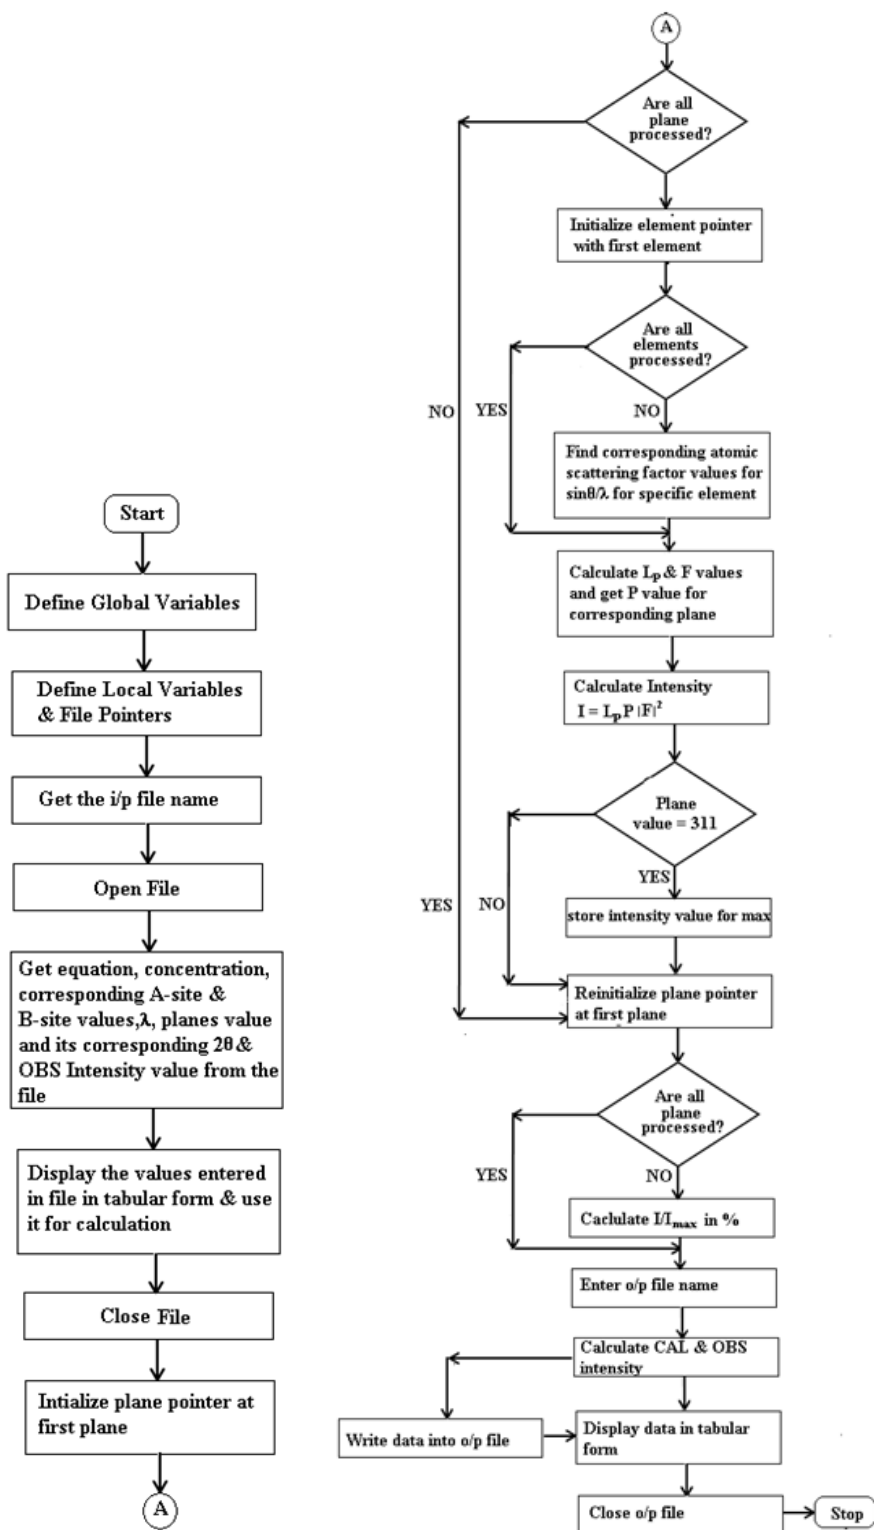 Start
Define Global Variables
Define Local Variables
& File Pointers
Get the i/p file name
Open File
Get equation, concentration,
corresponding A-site &
B-site values,λ, planes value
and its corresponding 2θ &
OBS Intensity value from the
file
Display the values entered
in file in tabular form & use
it for calculation
Close File
Intialize plane pointer at
first plane
A
A
Are all
plane
processed?
Initialize element pointer
with first element
Are all
elements
processed?
NO
YES
NO
Find corresponding atomic
scattering factor values for
sinθ/λ for specific element
Calculate Lp & F values
and get P value for
corresponding plane
Calculate Intensity
I = Lp P |F|²
Plane
value = 311
YES
YES
NO
store intensity value for max
Reinitialize plane pointer
at first plane
Are all
plane
processed?
YES
NO
Caclulate I/Imax in %
Enter o/p file name
Calculate CAL & OBS
intensity
Write data into o/p file
Display data in tabular
form
Close o/p file
Stop